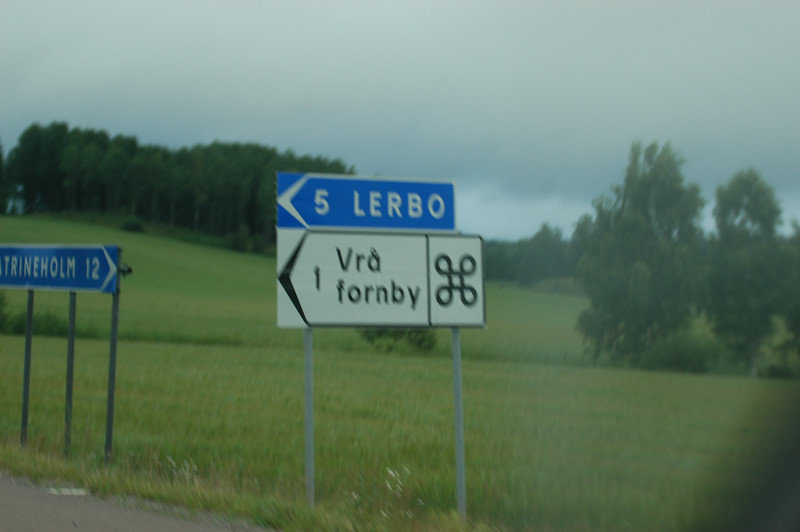 5 LERBO
1 Vrå
fornby
ATRINEHOLM 12